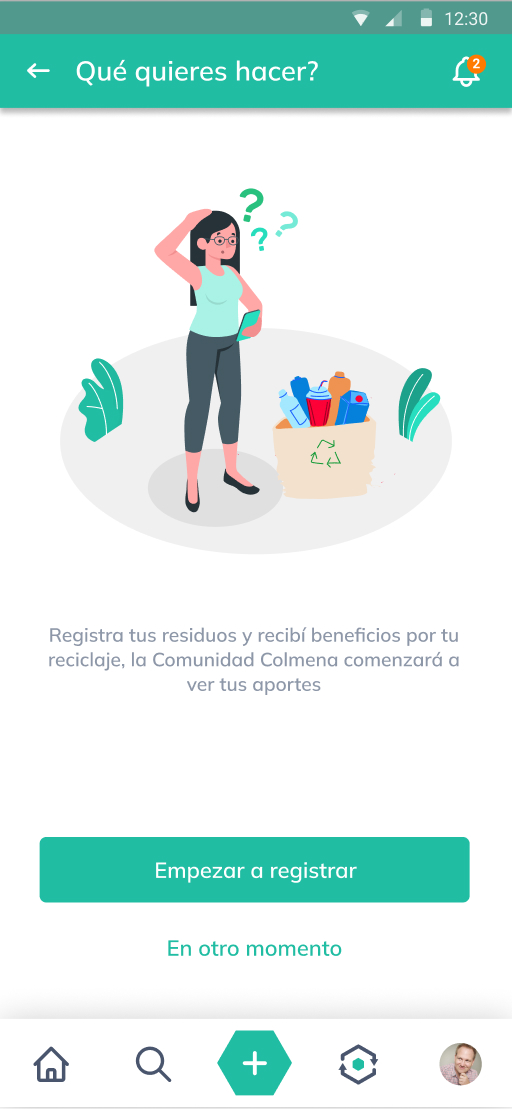 12:30
Qué quieres hacer?
2
? ? ?
Registra tus residuos y recibí beneficios por tu
reciclaje, la Comunidad Colmena comenzará a
ver tus aportes
Empezar a registrar
En otro momento